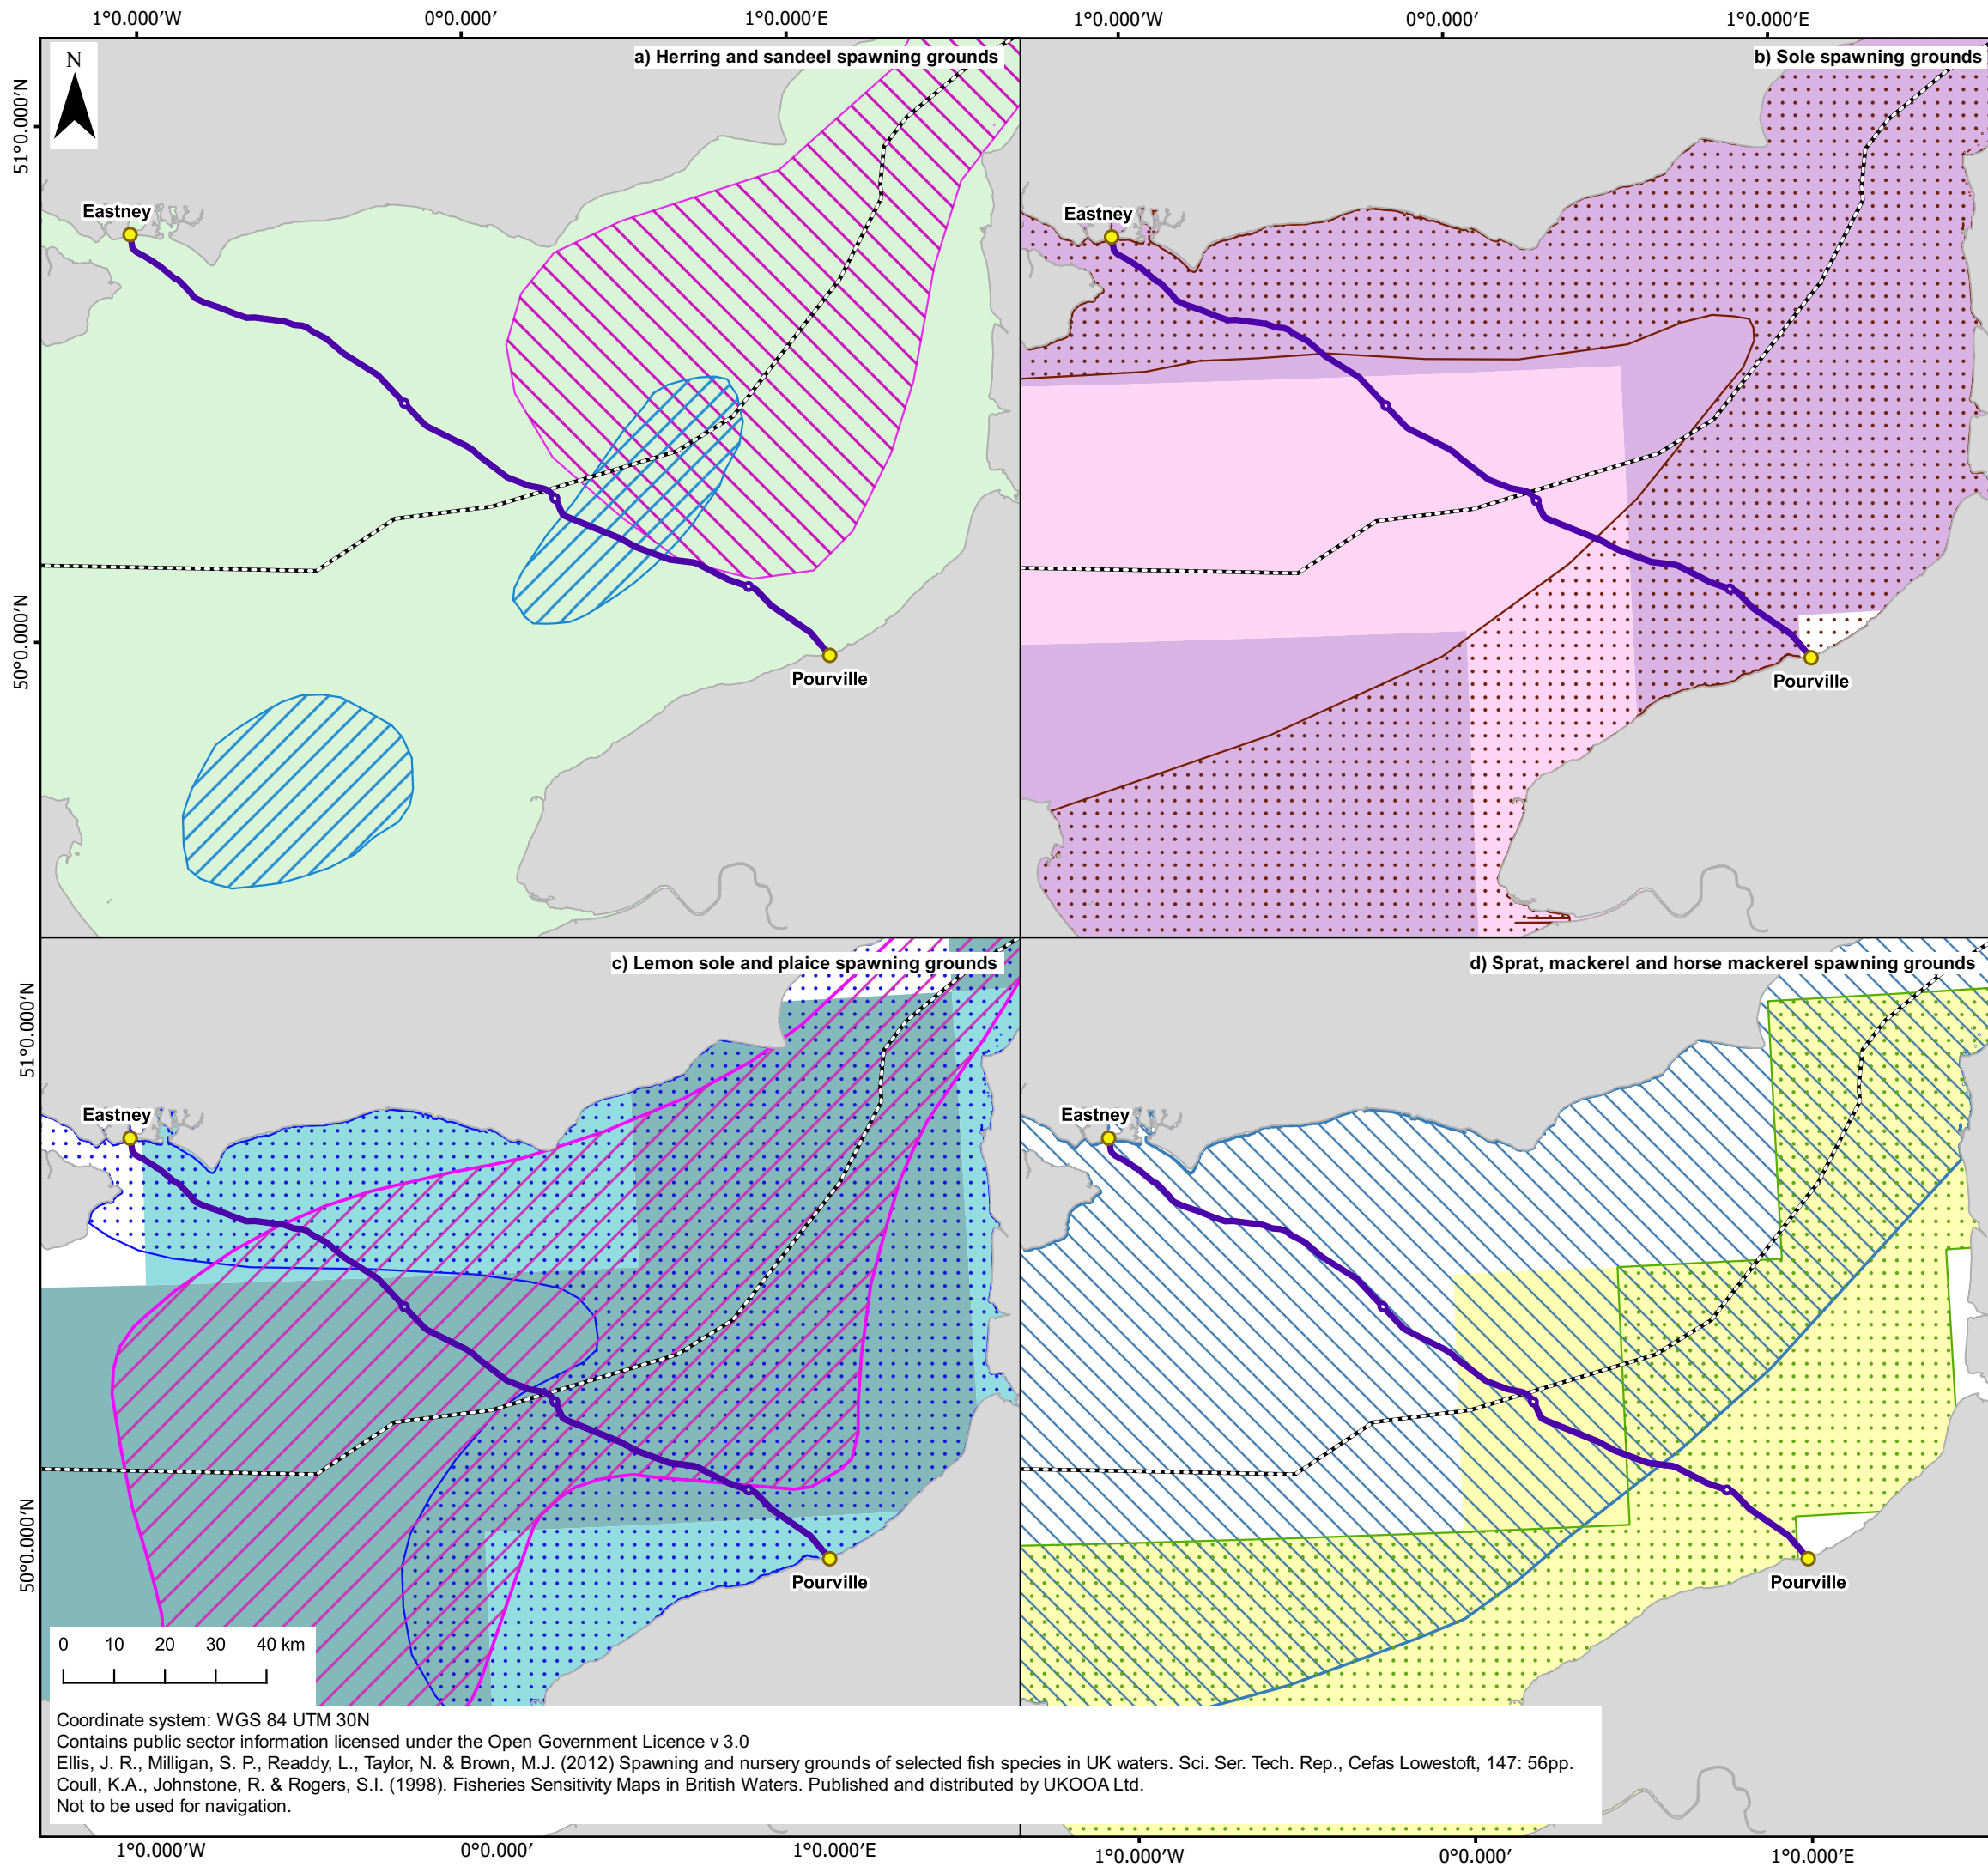 1°0.000′W 0°0.000′ 1°0.000′E 1°0.000′W 0°0.000′ 1°0.000′E
N
a) Herring and sandeel spawning grounds
b) Sole spawning grounds
51°0.000′N
Eastney
Eastney
50°0.000′N
Pourville
Pourville
c) Lemon sole and plaice spawning grounds
d) Sprat, mackerel and horse mackerel spawning grounds
51°0.000′N
Eastney
Eastney
50°0.000′N
Pourville
Pourville
0 10 20 30 40 km
Coordinate system: WGS 84 UTM 30N
Contains public sector information licensed under the Open Government Licence v 3.0
Ellis, J. R., Milligan, S. P., Readdy, L., Taylor, N. & Brown, M.J. (2012) Spawning and nursery grounds of selected fish species in UK waters. Sci. Ser. Tech. Rep., Cefas Lowestoft, 147: 56pp.
Coull, K.A., Johnstone, R. & Rogers, S.I. (1998). Fisheries Sensitivity Maps in British Waters. Published and distributed by UKOOA Ltd.
Not to be used for navigation.
1°0.000′W 0°0.000′ 1°0.000′E 1°0.000′W 0°0.000′ 1°0.000′E